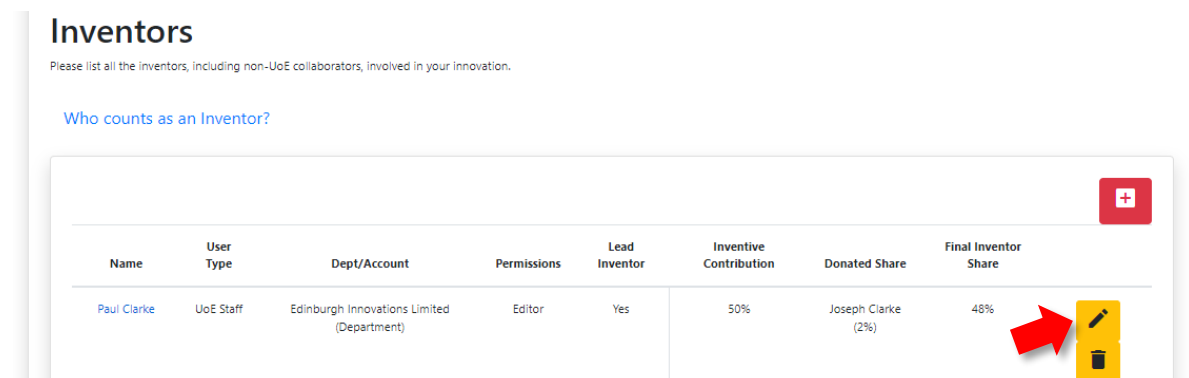 Inventors
Please list all the inventors, including non-UoE collaborators, involved in your innovation.
Who counts as an Inventor?
Name User Type Dept/Account Permissions Lead Inventor Inventive Contribution Donated Share Final Inventor Share
Paul Clarke UoE Staff Edinburgh Innovations Limited (Department) Editor Yes 50% Joseph Clarke (2%) 48%